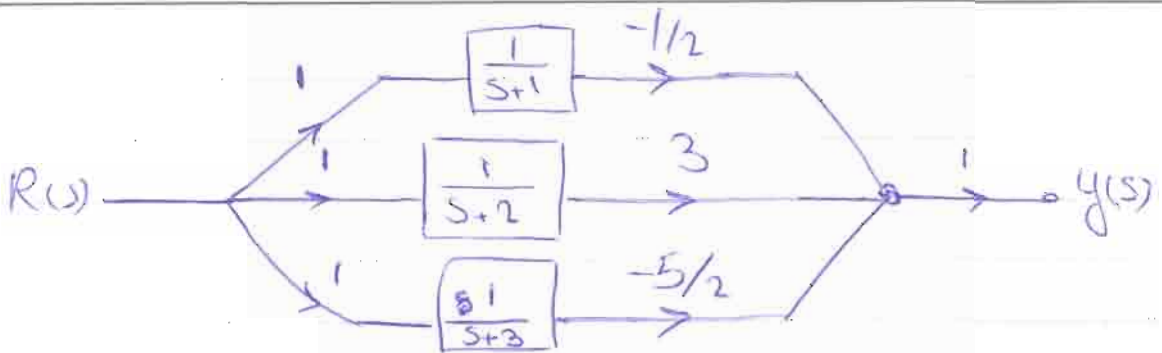 1 1/(s+1) -1/2
R(s) 1 1/(s+2) 3 1 y(s)
1 1/(s+3) -5/2